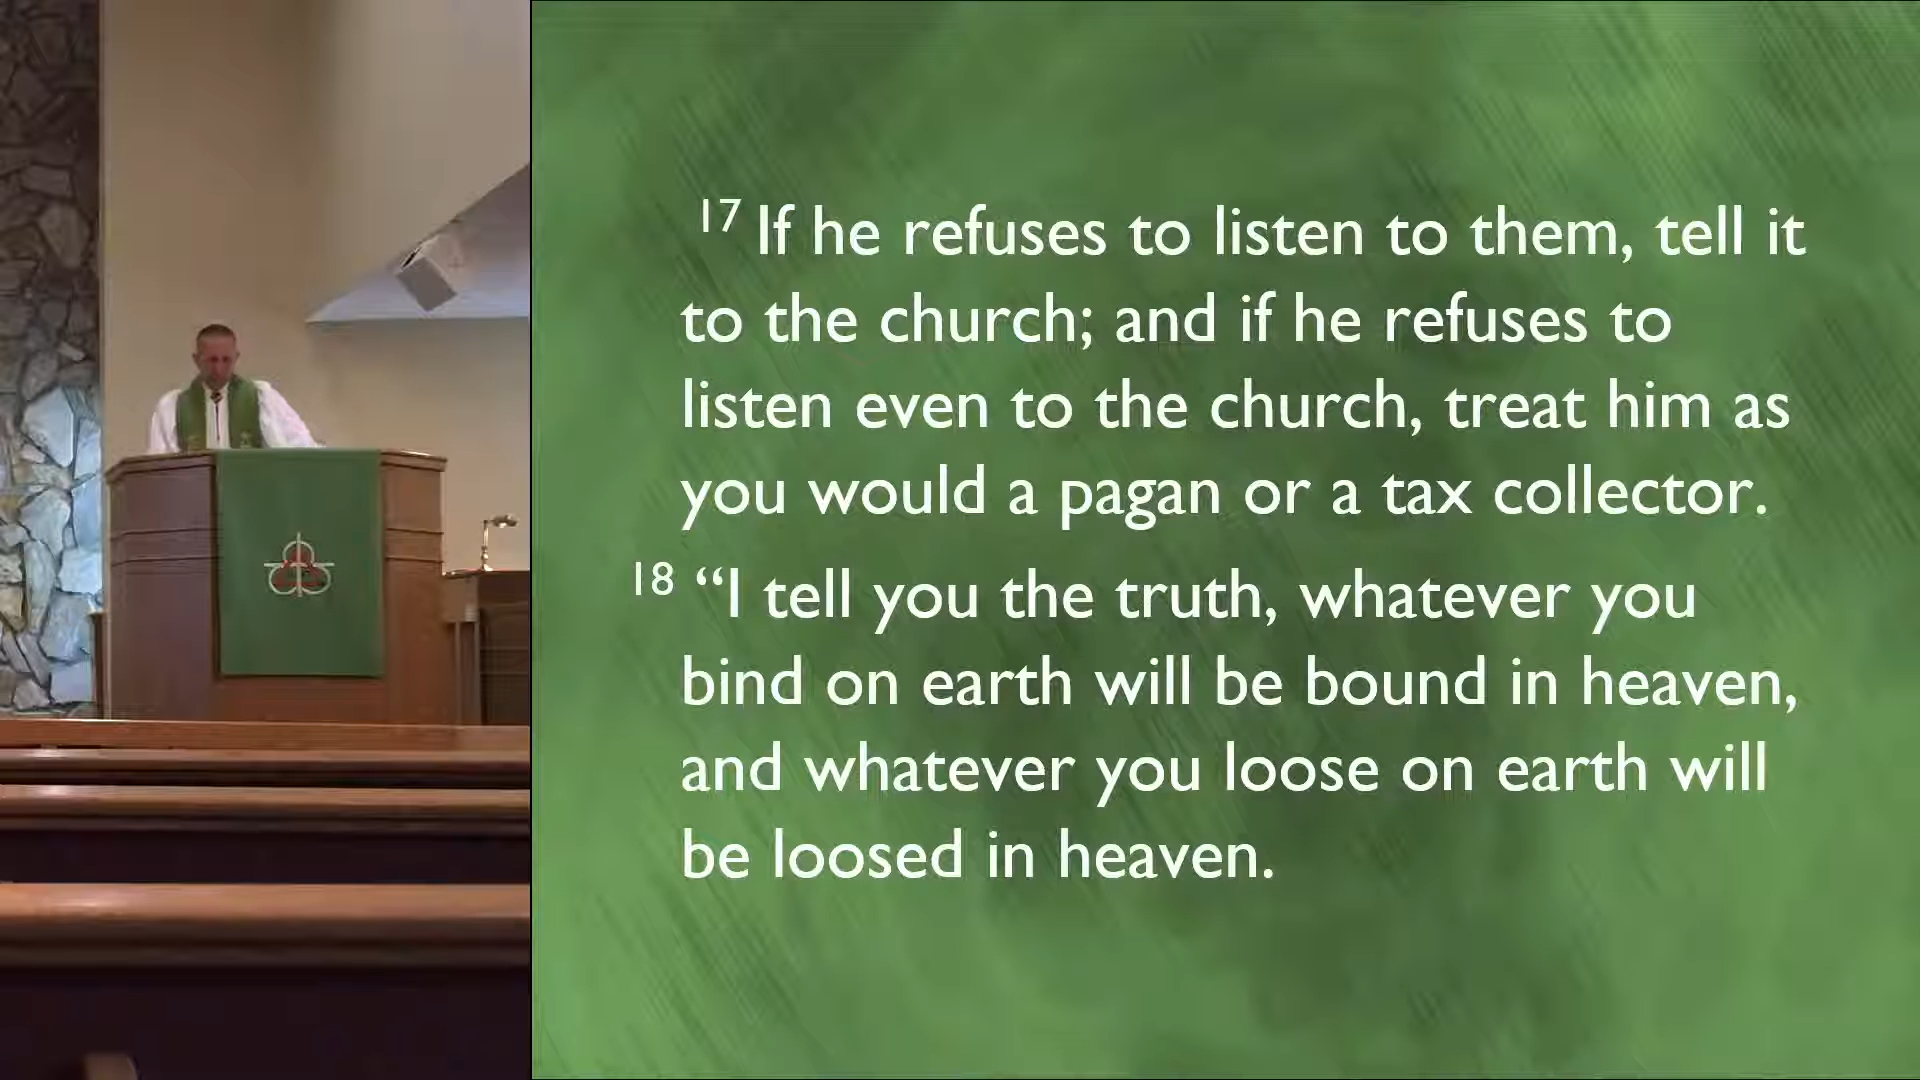 17 If he refuses to listen to them, tell it
to the church; and if he refuses to
listen even to the church, treat him as
you would a pagan or a tax collector.
18 “I tell you the truth, whatever you
bind on earth will be bound in heaven,
and whatever you loose on earth will
be loosed in heaven.